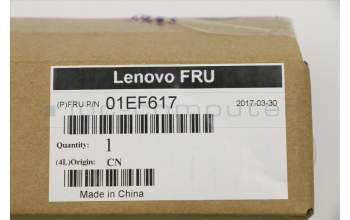 Lenovo FRU
(P)FRU P/N 01EF617
2017-03-30
Quantity: 1
(4L)Origin: CN
Made in China